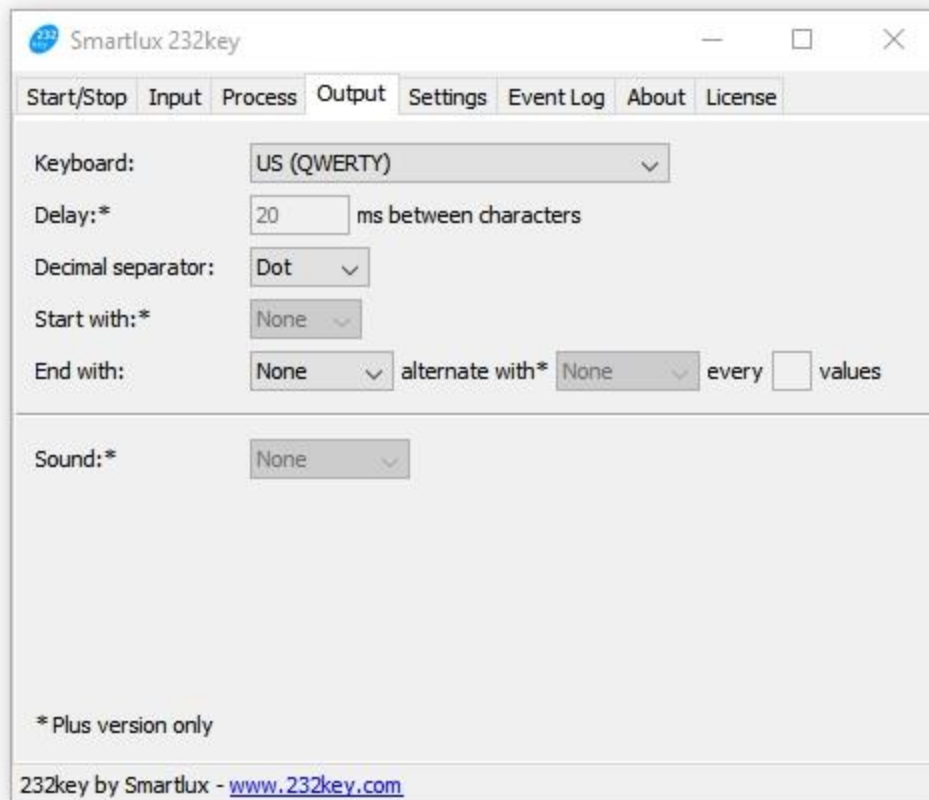 232
key
Smartlux 232key
Start/Stop Input Process Output Settings Event Log About License
Keyboard: US (QWERTY)
Delay:* 20 ms between characters
Decimal separator: Dot
Start with:* None
End with: None alternate with* None every values
Sound:* None
* Plus version only
232key by Smartlux - www.232key.com